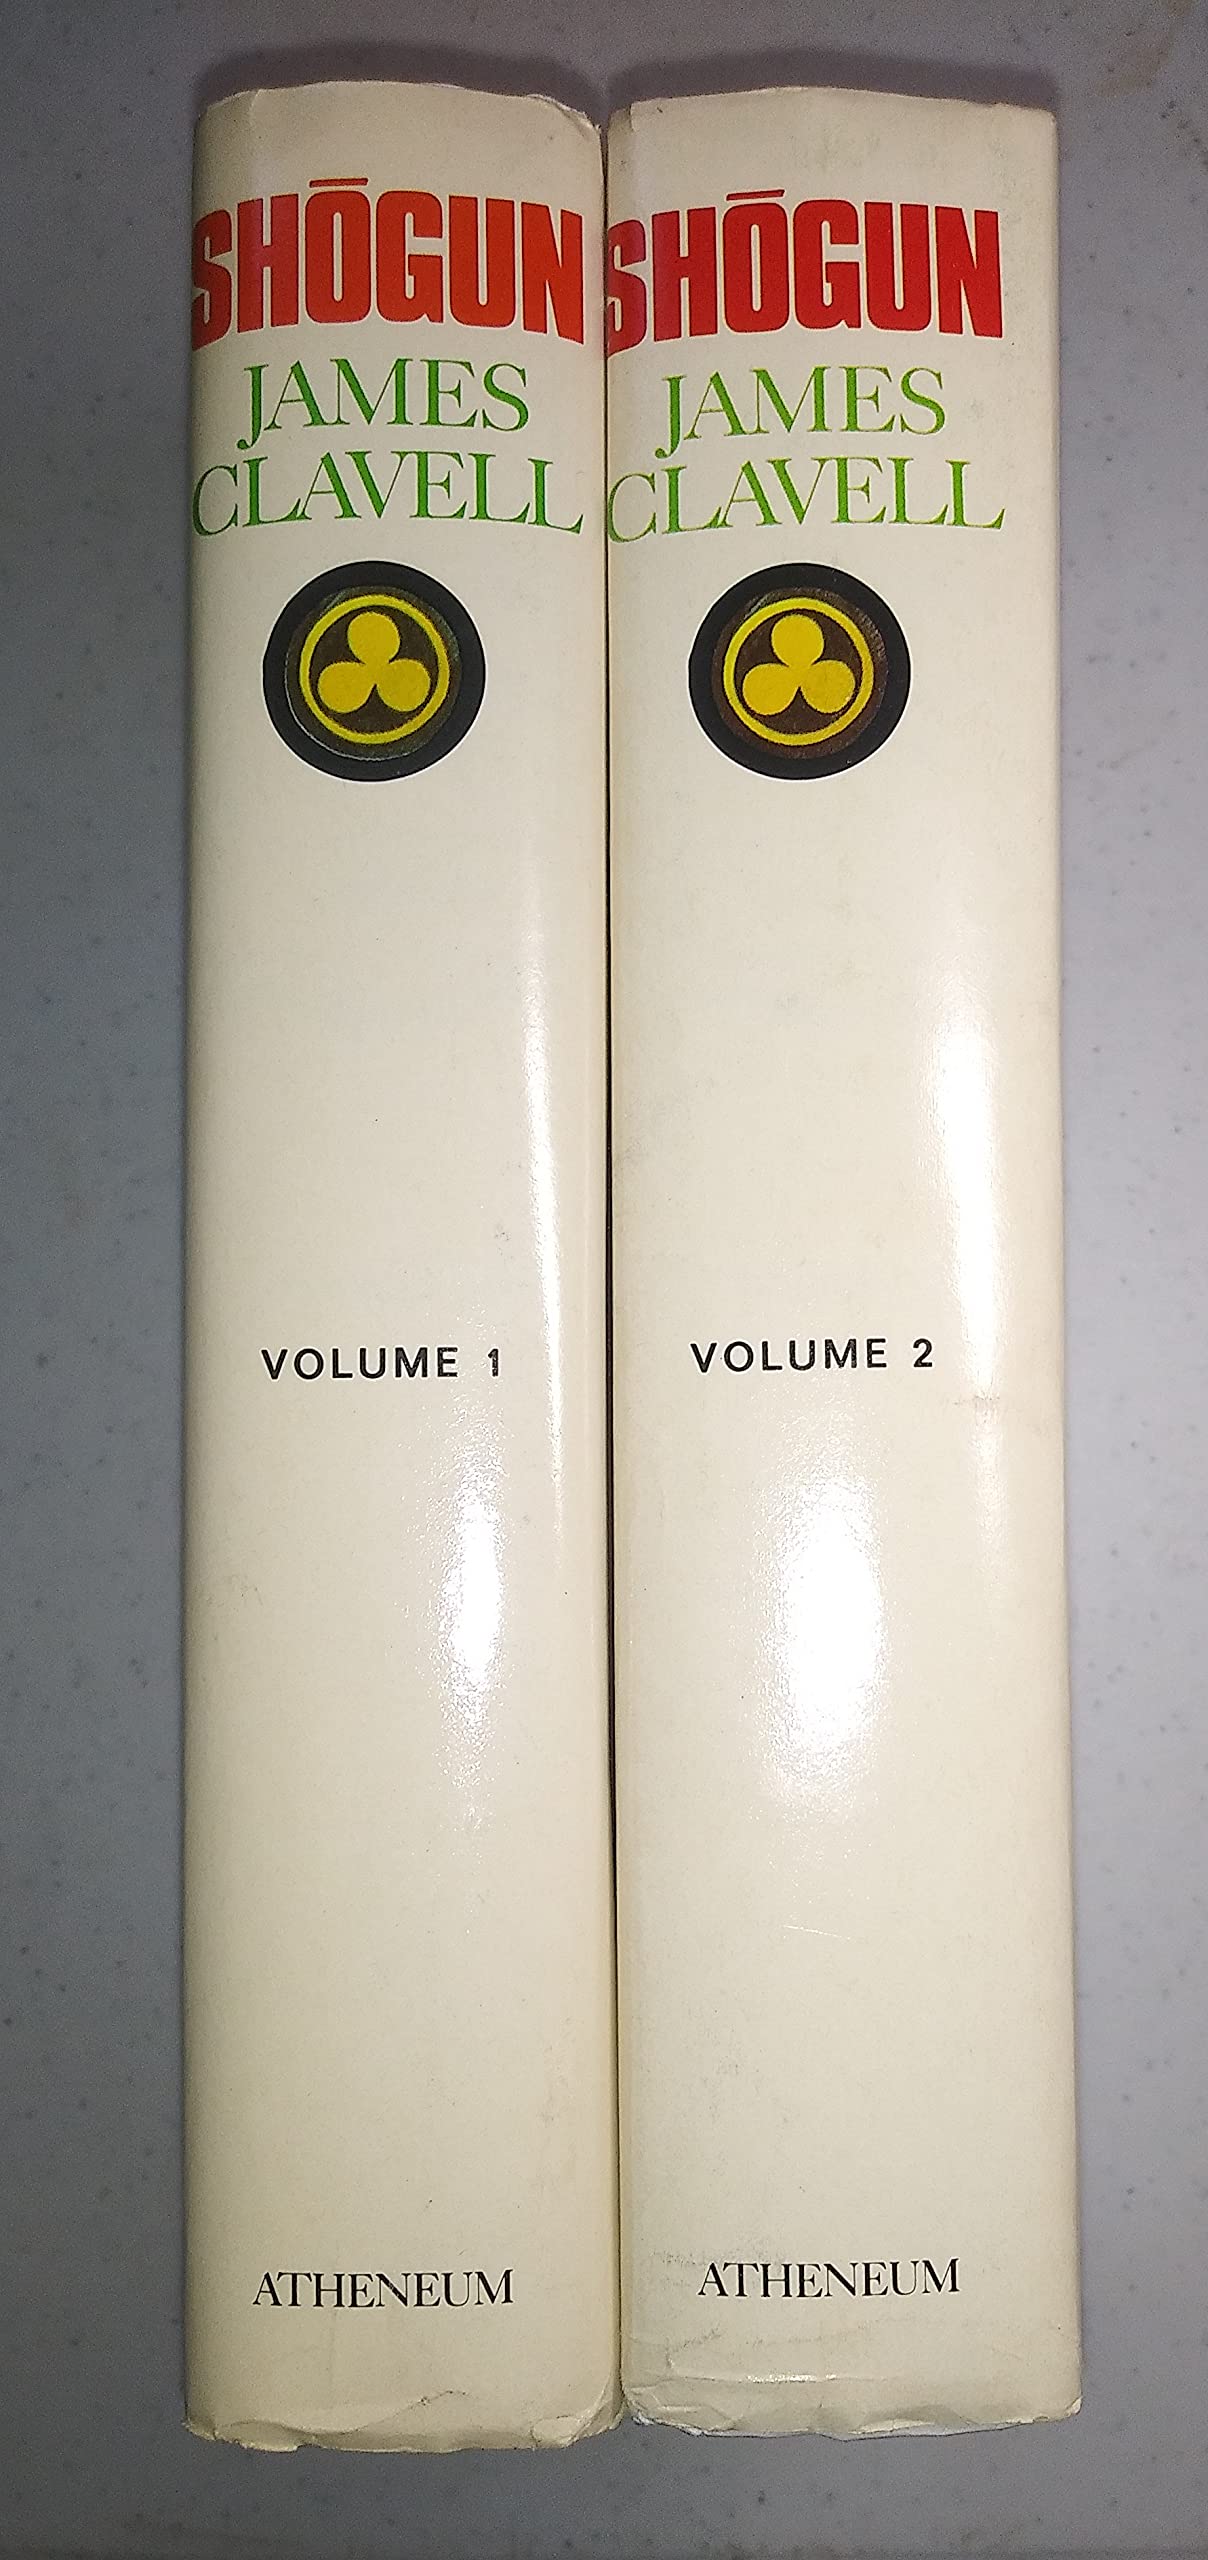 SHŌGUN
JAMES
CLAVELL
VOLUME 1
ATHENEUM
SHŌGUN
JAMES
CLAVELL
VOLUME 2
ATHENEUM